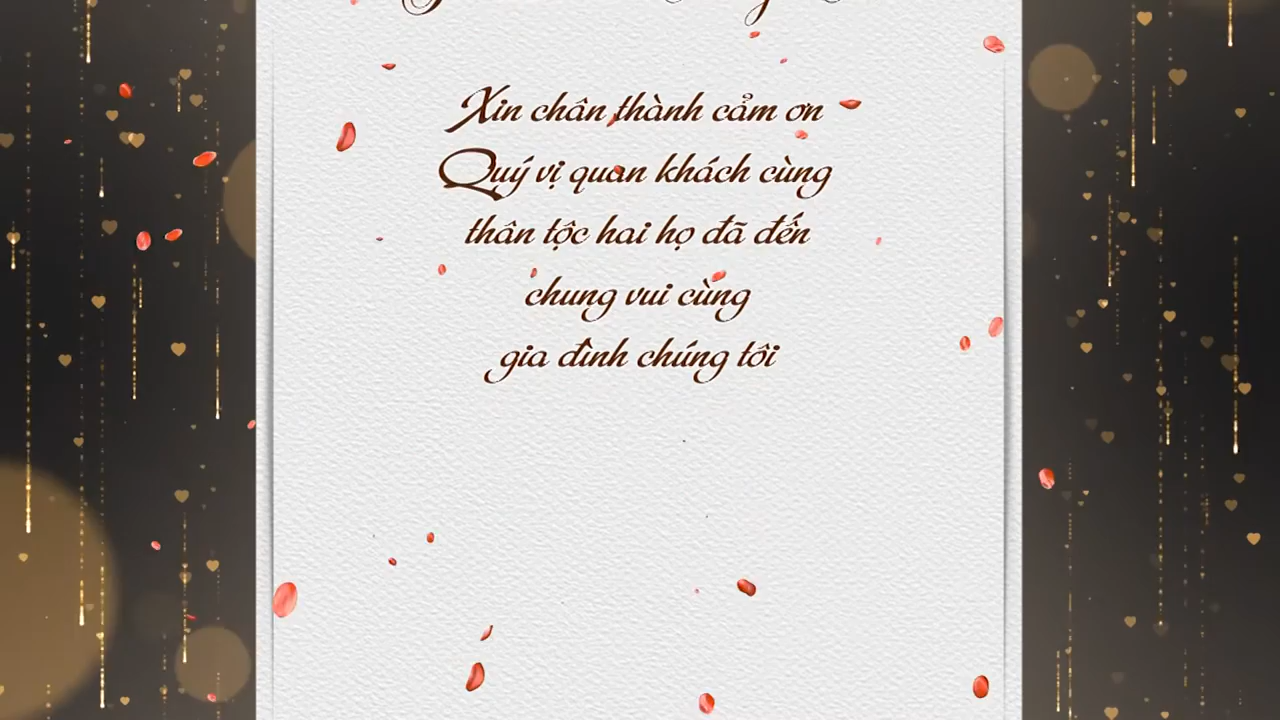 Xin chân thành cảm ơn
Quý vị quan khách cùng
thân tộc hai họ đã đến
chung vui cùng
gia đình chúng tôi